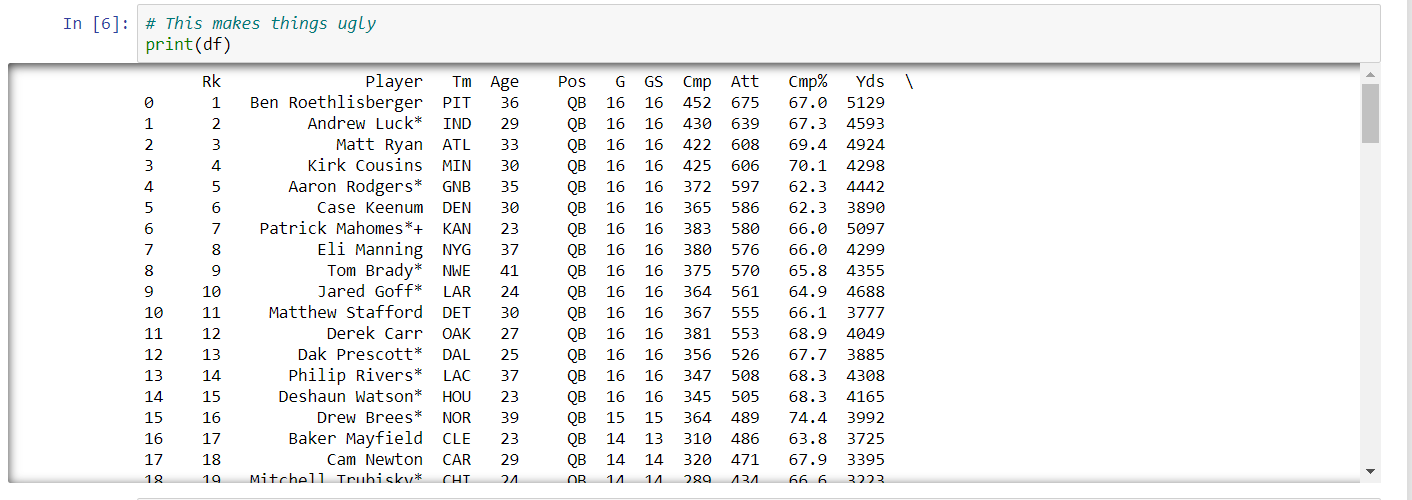 In [6]: # This makes things ugly
print(df)
Rk Player Tm Age Pos G GS Cmp Att Cmp% Yds \
0 1 Ben Roethlisberger PIT 36 QB 16 16 452 675 67.0 5129
1 2 Andrew Luck* IND 29 QB 16 16 430 639 67.3 4593
2 3 Matt Ryan ATL 33 QB 16 16 422 608 69.4 4924
3 4 Kirk Cousins MIN 30 QB 16 16 425 606 70.1 4298
4 5 Aaron Rodgers* GNB 35 QB 16 16 372 597 62.3 4442
5 6 Case Keenum DEN 30 QB 16 16 365 586 62.3 3890
6 7 Patrick Mahomes*+ KAN 23 QB 16 16 383 580 66.0 5097
7 8 Eli Manning NYG 37 QB 16 16 380 576 66.0 4299
8 9 Tom Brady* NWE 41 QB 16 16 375 570 65.8 4355
9 10 Jared Goff* LAR 24 QB 16 16 364 561 64.9 4688
10 11 Matthew Stafford DET 30 QB 16 16 367 555 66.1 3777
11 12 Derek Carr OAK 27 QB 16 16 381 553 68.9 4049
12 13 Dak Prescott* DAL 25 QB 16 16 356 526 67.7 3885
13 14 Philip Rivers* LAC 37 QB 16 16 347 508 68.3 4308
14 15 Deshaun Watson* HOU 23 QB 16 16 345 505 68.3 4165
15 16 Drew Brees* NOR 39 QB 15 15 364 489 74.4 3992
16 17 Baker Mayfield CLE 23 QB 14 13 310 486 63.8 3725
17 18 Cam Newton CAR 29 QB 14 14 320 471 67.9 3395
18 19 Mitchell Trubisky* CHI 24 QB 14 14 289 434 66.6 3223